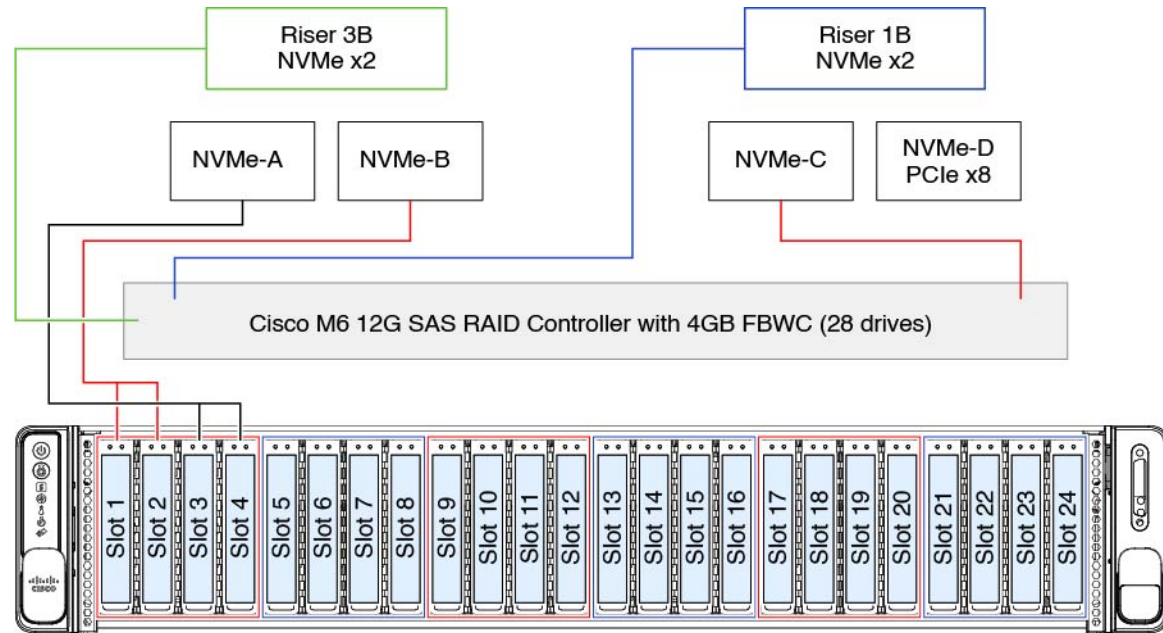 Riser 3B
NVMe x2
Riser 1B
NVMe x2
NVMe-A
NVMe-B
NVMe-C
NVMe-D
PCIe x8
Cisco M6 12G SAS RAID Controller with 4GB FBWC (28 drives)
Slot 1
Slot 2
Slot 3
Slot 4
Slot 5
Slot 6
Slot 7
Slot 8
Slot 9
Slot 10
Slot 11
Slot 12
Slot 13
Slot 14
Slot 15
Slot 16
Slot 17
Slot 18
Slot 19
Slot 20
Slot 21
Slot 22
Slot 23
Slot 24
CISCO